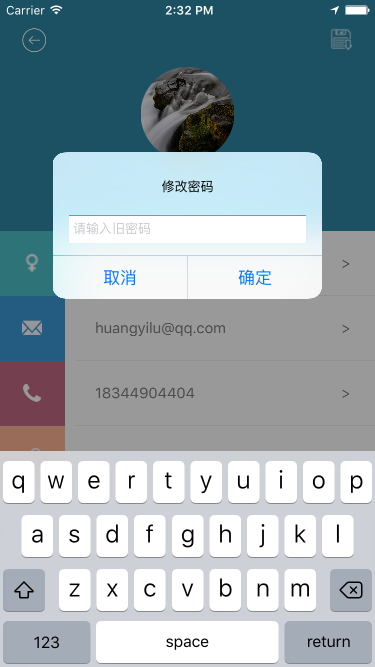 Carrier 2:32 PM
修改密码
请输入旧密码
取消 确定
>
huangyilu@qq.com >
18344904404 >
q w e r t y u i o p
a s d f g h j k l
z x c v b n m
123 space return